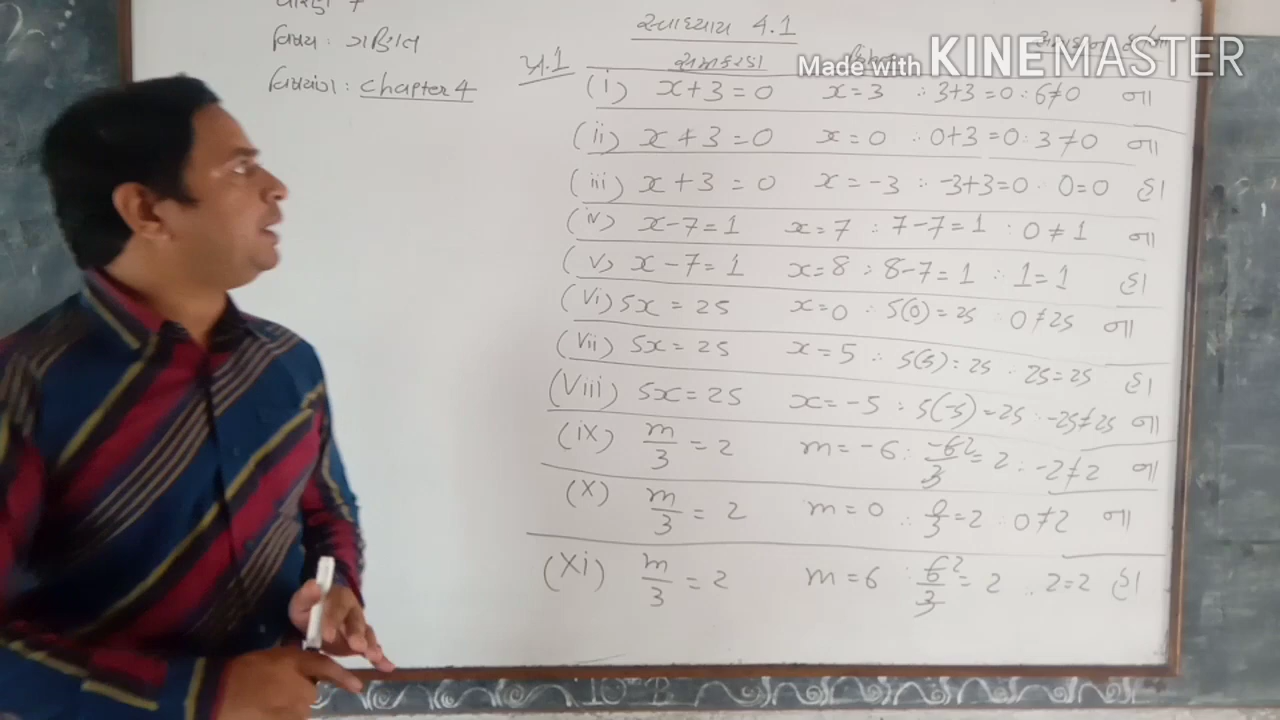 ધોરણ 7
વિષય : ગણિત
વિષયાંગ : Chapter 4
સ્વાધ્યાય 4.1
પ્ર.1 સમીકરણ
Made with KINEMASTER
(i) x+3=0 x=3 ∴ 3+3=0 ∴ 6≠0 ના
(ii) x+3=0 x=0 ∴ 0+3=0 ∴ 3≠0 ના
(iii) x+3=0 x=-3 ∴ -3+3=0 ∴ 0=0 હા
(iv) x-7=1 x=7 ∴ 7-7=1 ∴ 0≠1 ના
(v) x-7=1 x=8 ∴ 8-7=1 ∴ 1=1 હા
(vi) 5x=25 x=0 ∴ 5(0)=25 ∴ 0≠25 ના
(vii) 5x=25 x=5 ∴ 5(5)=25 ∴ 25=25 હા
(viii) 5x=25 x=-5 ∴ 5(-5)=25 ∴ -25≠25 ના
(ix) m/3=2 m=-6 ∴ -6/3 2 =2 ∴ -2≠2 ના
(x) m/3=2 m=0 ∴ 0/3=2 ∴ 0≠2 ના
(xi) m/3=2 m=6 ∴ 6/3 2 =2 ∴ 2=2 હા
10-B